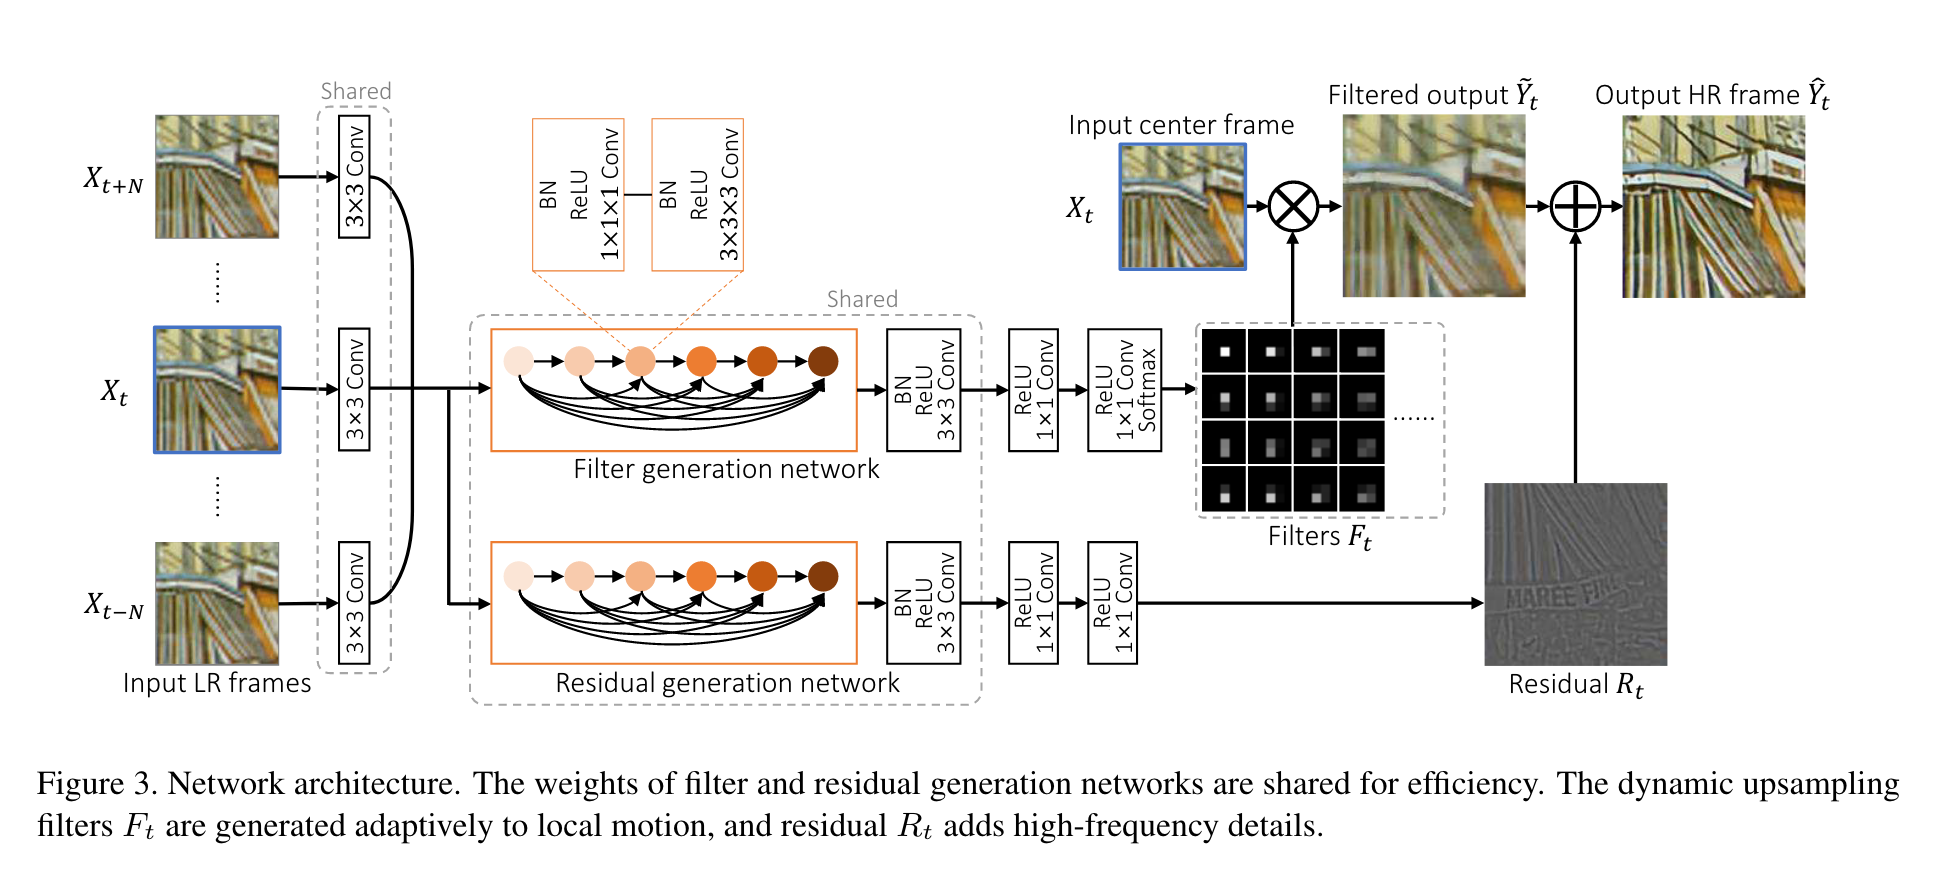 Shared
X_{t+N}
3×3 Conv
X_t
3×3 Conv
X_{t−N}
3×3 Conv
Input LR frames
BN
ReLU
1×1×1 Conv
BN
ReLU
3×3×3 Conv
Shared
Filter generation network
BN
ReLU
3×3 Conv
ReLU
1×1 Conv
ReLU
1×1 Conv
Softmax
Residual generation network
BN
ReLU
3×3 Conv
ReLU
1×1 Conv
ReLU
1×1 Conv
Input center frame
X_t
Filtered output Ỹ_t
Output HR frame Ŷ_t
......
Filters F_t
MAREE FIN
Residual R_t
Figure 3. Network architecture. The weights of filter and residual generation networks are shared for efficiency. The dynamic upsampling
filters F_t are generated adaptively to local motion, and residual R_t adds high-frequency details.